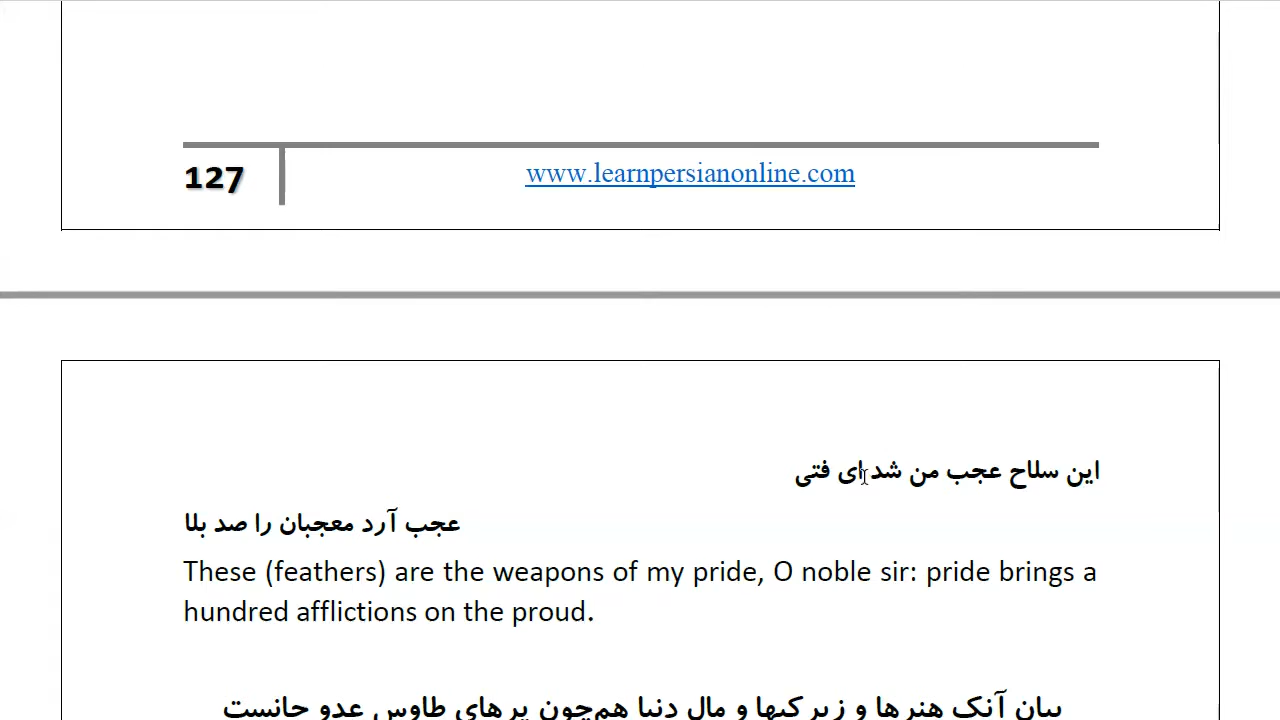 127
www.learnpersianonline.com
این سلاح عجب من شد ای فتی
عجب آرد معجبان را صد بلا
These (feathers) are the weapons of my pride, O noble sir: pride brings a
hundred afflictions on the proud.
بیان آنک هنرها و زیرکیها و مال دنیا هم‌چون پرهای طاوس عدو جانست